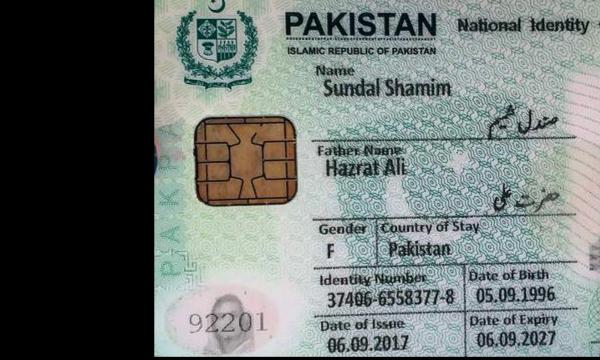 PAKISTAN National Identity
ISLAMIC REPUBLIC OF PAKISTAN
Name
Sundal Shamim
صندل شمیم
Father Name
Hazrat Ali
حضرت علی
Gender Country of Stay
F Pakistan
Identity Number Date of Birth
37406-6558377-8 05.09.1996
Date of Issue Date of Expiry
06.09.2017 06.09.2027
PAK
92201